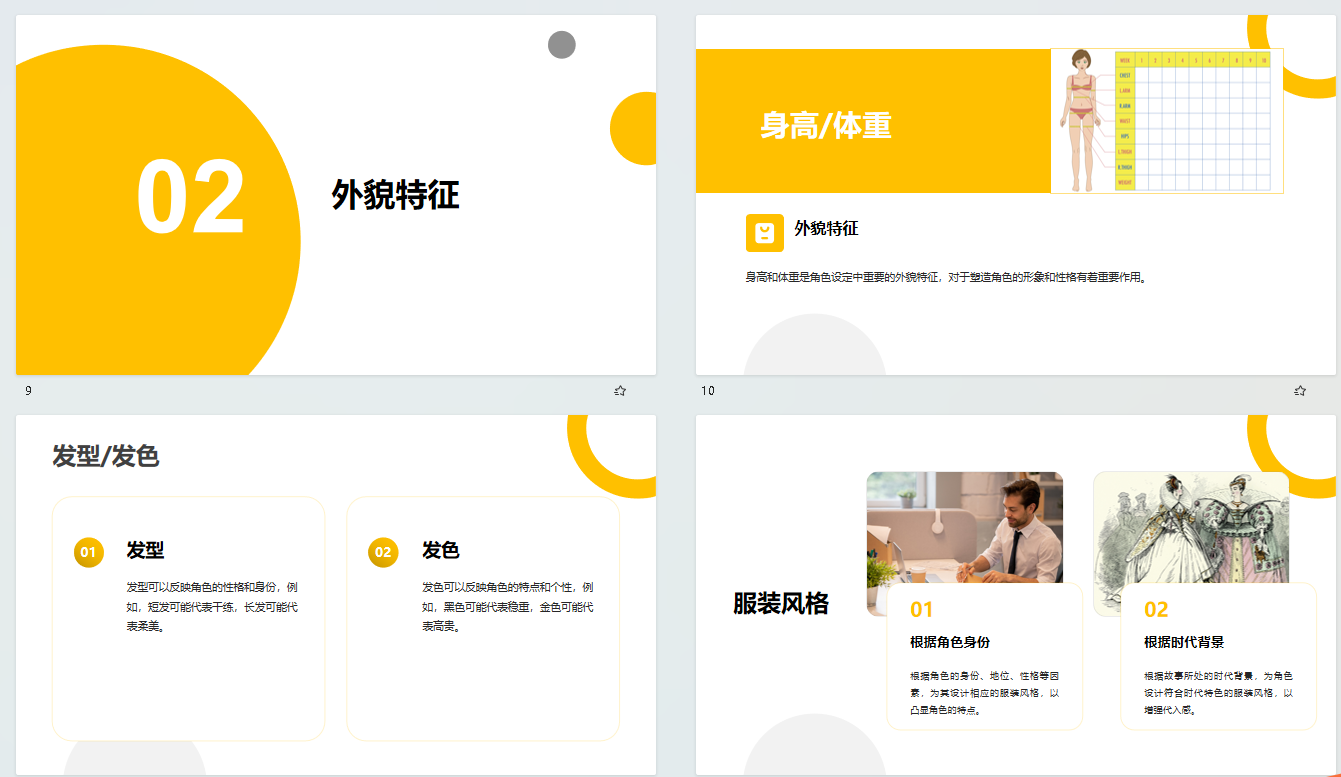 02
外貌特征
9
身高/体重
WEEK 1 2 3 4 5 6 7 8 9 10
CHEST
L.ARM
R.ARM
WAIST
HIPS
L.THIGH
R.THIGH
WEIGHT
外貌特征
身高和体重是角色设定中重要的外貌特征，对于塑造角色的形象和性格有着重要作用。
10
发型/发色
01
发型
发型可以反映角色的性格和身份，例
如，短发可能代表干练，长发可能代
表柔美。
02
发色
发色可以反映角色的特点和个性，例
如，黑色可能代表稳重，金色可能代
表高贵。
服装风格
01
根据角色身份
根据角色的身份、地位、性格等因
素，为其设计相应的服装风格，以
凸显角色的特点。
02
根据时代背景
根据故事所处的时代背景，为角色
设计符合时代特色的服装风格，以
增强代入感。